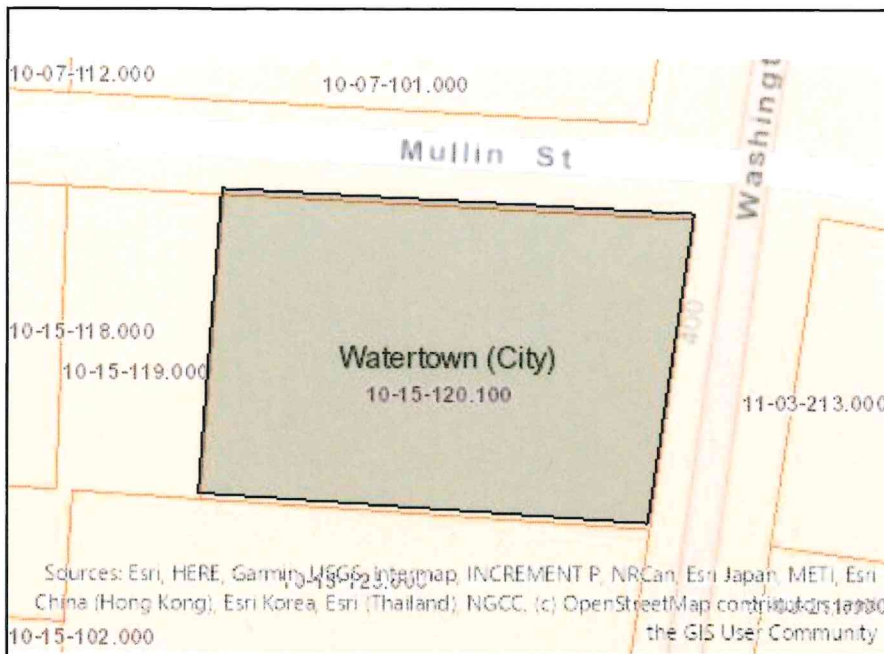 10-07-112.000
10-07-101.000
Mullin St
Washingt
10-15-118.000
10-15-119.000
Watertown (City)
10-15-120.100
400
11-03-213.000
Sources: Esri, HERE, Garmin, USGS, Intermap, INCREMENT P, NRCan, Esri Japan, METI, Esri
China (Hong Kong), Esri Korea, Esri (Thailand), NGCC, (c) OpenStreetMap contributors, and
the GIS User Community
10-15-102.000